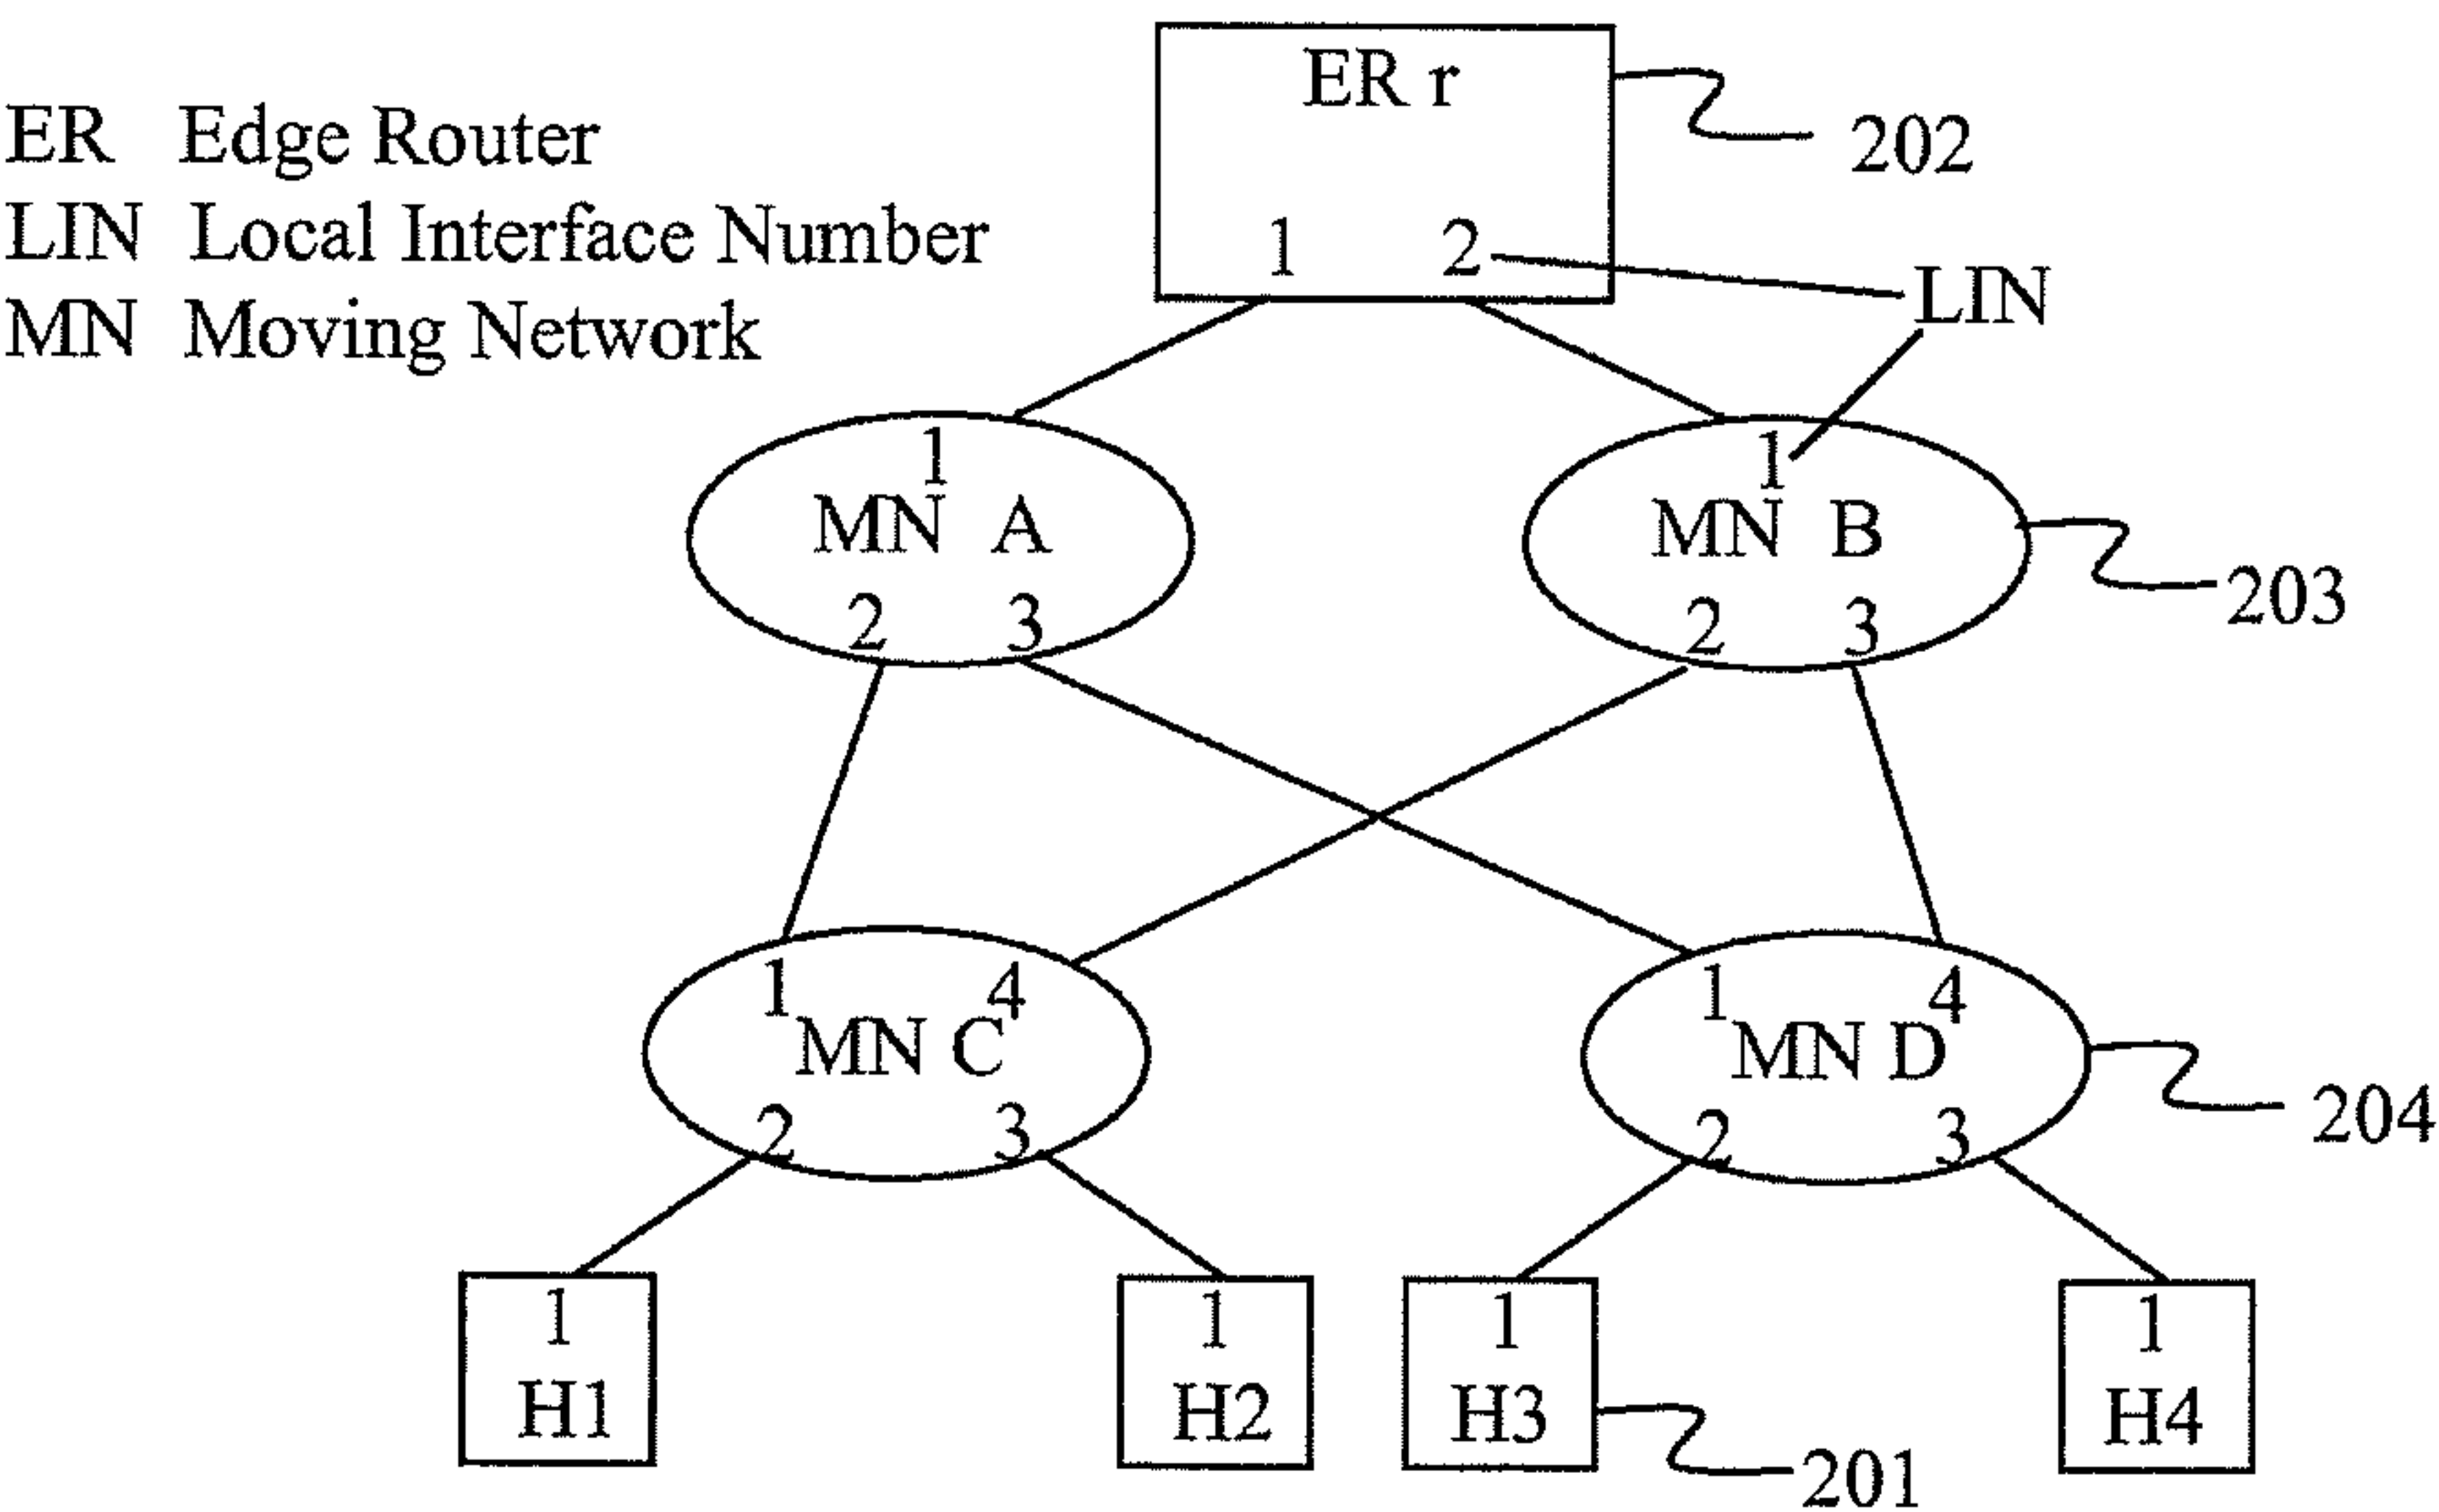 ER r
ER Edge Router
202
LIN Local Interface Number
1 2
LIN
MN Moving Network
1
MN A
2 3
1
MN B
2 3
203
1 4
MN C
2 3
1 4
MN D
2 3
204
1
H1
1
H2
1
H3
1
H4
201